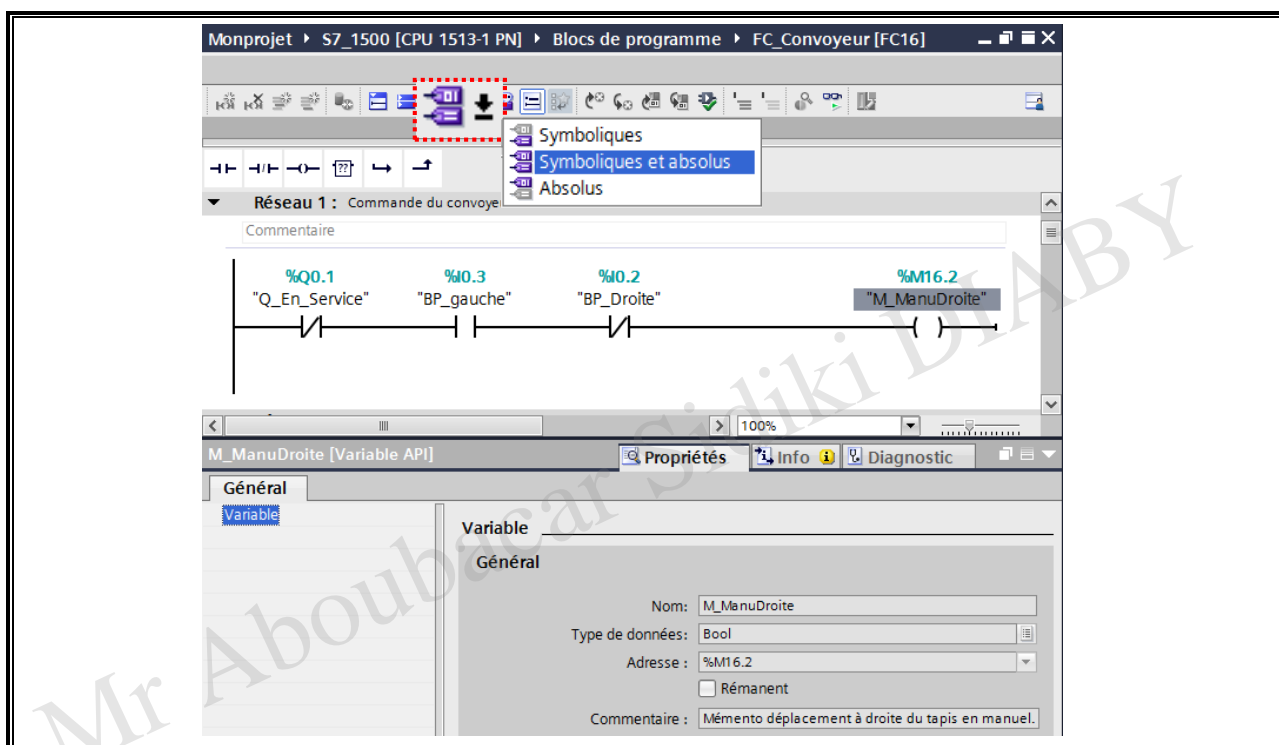 Monprojet ▸ S7_1500 [CPU 1513-1 PN] ▸ Blocs de programme ▸ FC_Convoyeur [FC16]
Symboliques
Symboliques et absolus
Absolus
??
Réseau 1 : Commande du convoye
Commentaire
%Q0.1 %I0.3 %I0.2 %M16.2
"Q_En_Service" "BP_gauche" "BP_Droite" "M_ManuDroite"
100%
M_ManuDroite [Variable API] Propriétés Info Diagnostic
Général
Variable
Variable
Général
Nom: M_ManuDroite
Type de données: Bool
Adresse : %M16.2
Rémanent
Commentaire : Mémento déplacement à droite du tapis en manuel.
Mr Aboubacar Sidiki DIABY